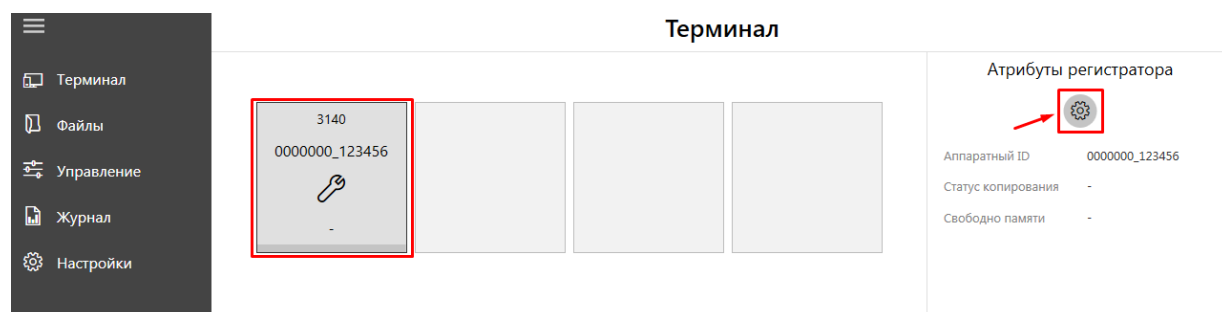 Терминал
Терминал
Файлы
Управление
Журнал
Настройки
3140
0000000_123456
-
Атрибуты регистратора
Аппаратный ID 0000000_123456
Статус копирования -
Свободно памяти -